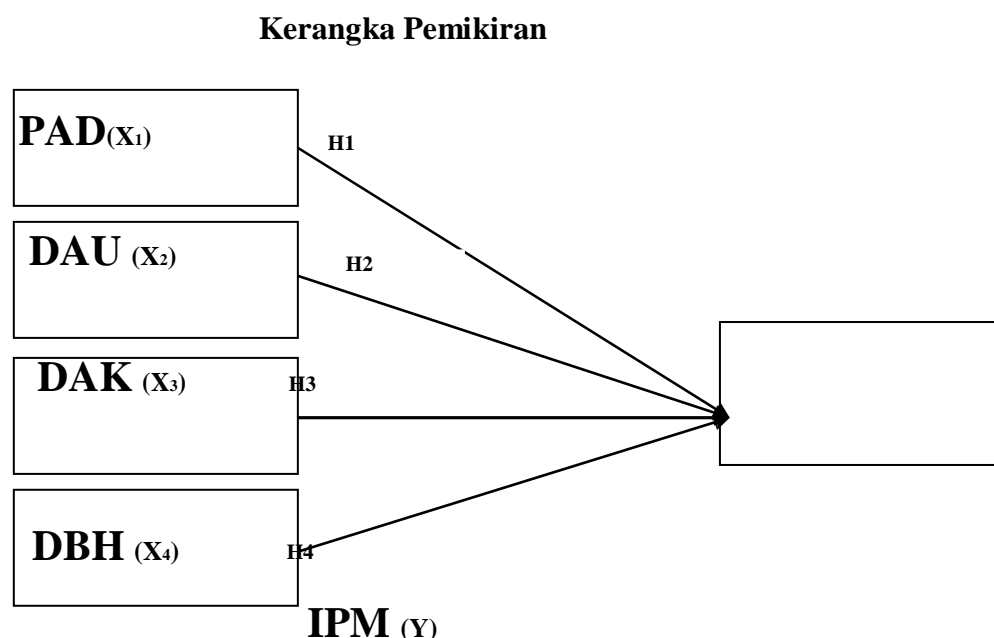 Kerangka Pemikiran
PAD(X1)
H1
DAU (X2)
H2
DAK (X3)
H3
DBH (X4)
H4
IPM (Y)